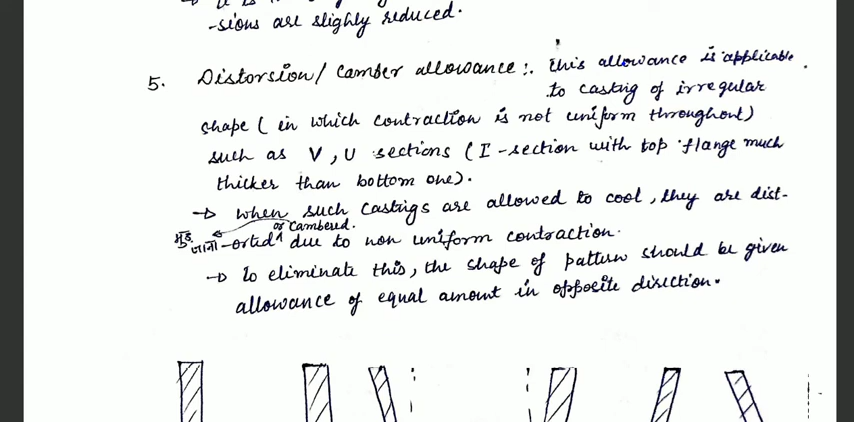 -sions are slighly reduced.
5. Distorsion/ Camber allowance :. This allowance is applicable
to casting of irregular
shape ( in which contraction is not uniform throughout)
such as V, U sections ( I-section with top flange much
thicker than bottom one).
→ When such castings are allowed to cool, they are dist-
or cambered.
मुड़ जाना -orted ^ due to non uniform contraction.
→ To eliminate this, the shape of pattern should be given
allowance of equal amount in opposite direction.